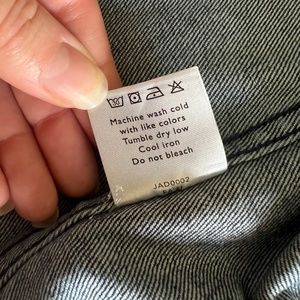 Machine wash cold
with like colors
Tumble dry low
Cool iron
Do not bleach
JAD0002